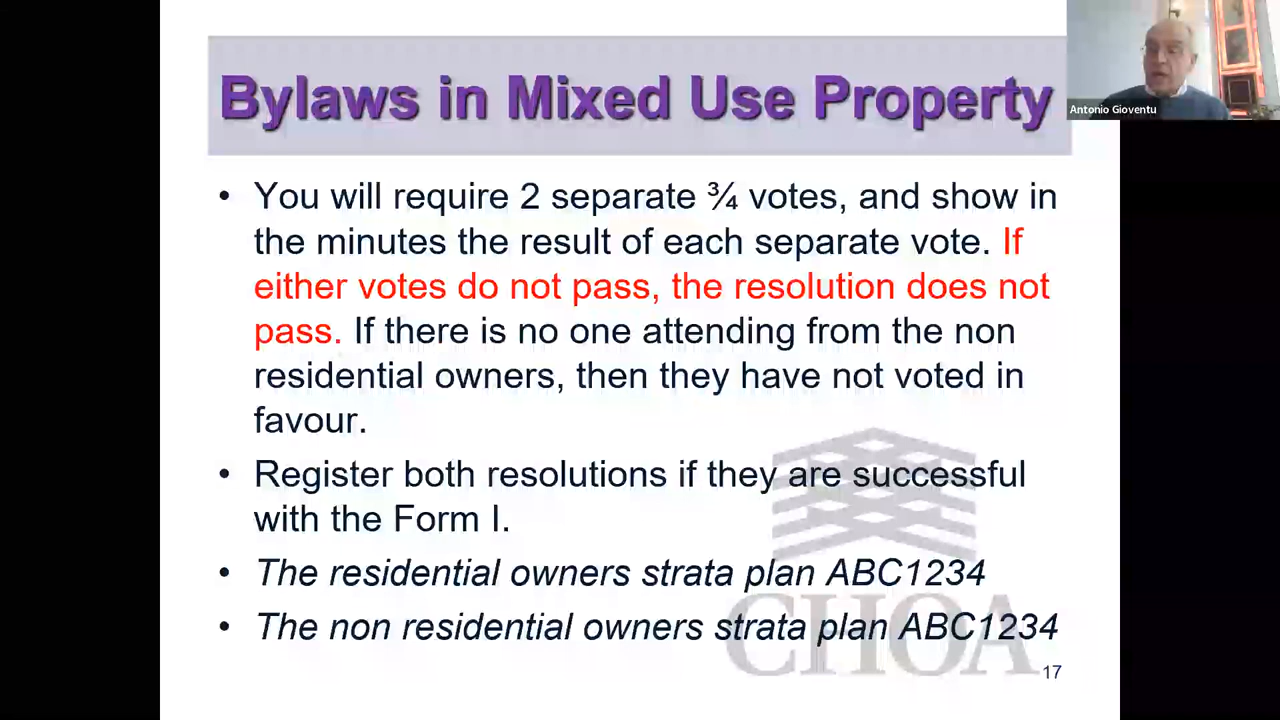 Bylaws in Mixed Use Property
Antonio Gioventu
• You will require 2 separate ¾ votes, and show in
the minutes the result of each separate vote. If
either votes do not pass, the resolution does not
pass. If there is no one attending from the non
residential owners, then they have not voted in
favour.
• Register both resolutions if they are successful
with the Form I.
• The residential owners strata plan ABC1234
• The non residential owners strata plan ABC1234
CHOA
17